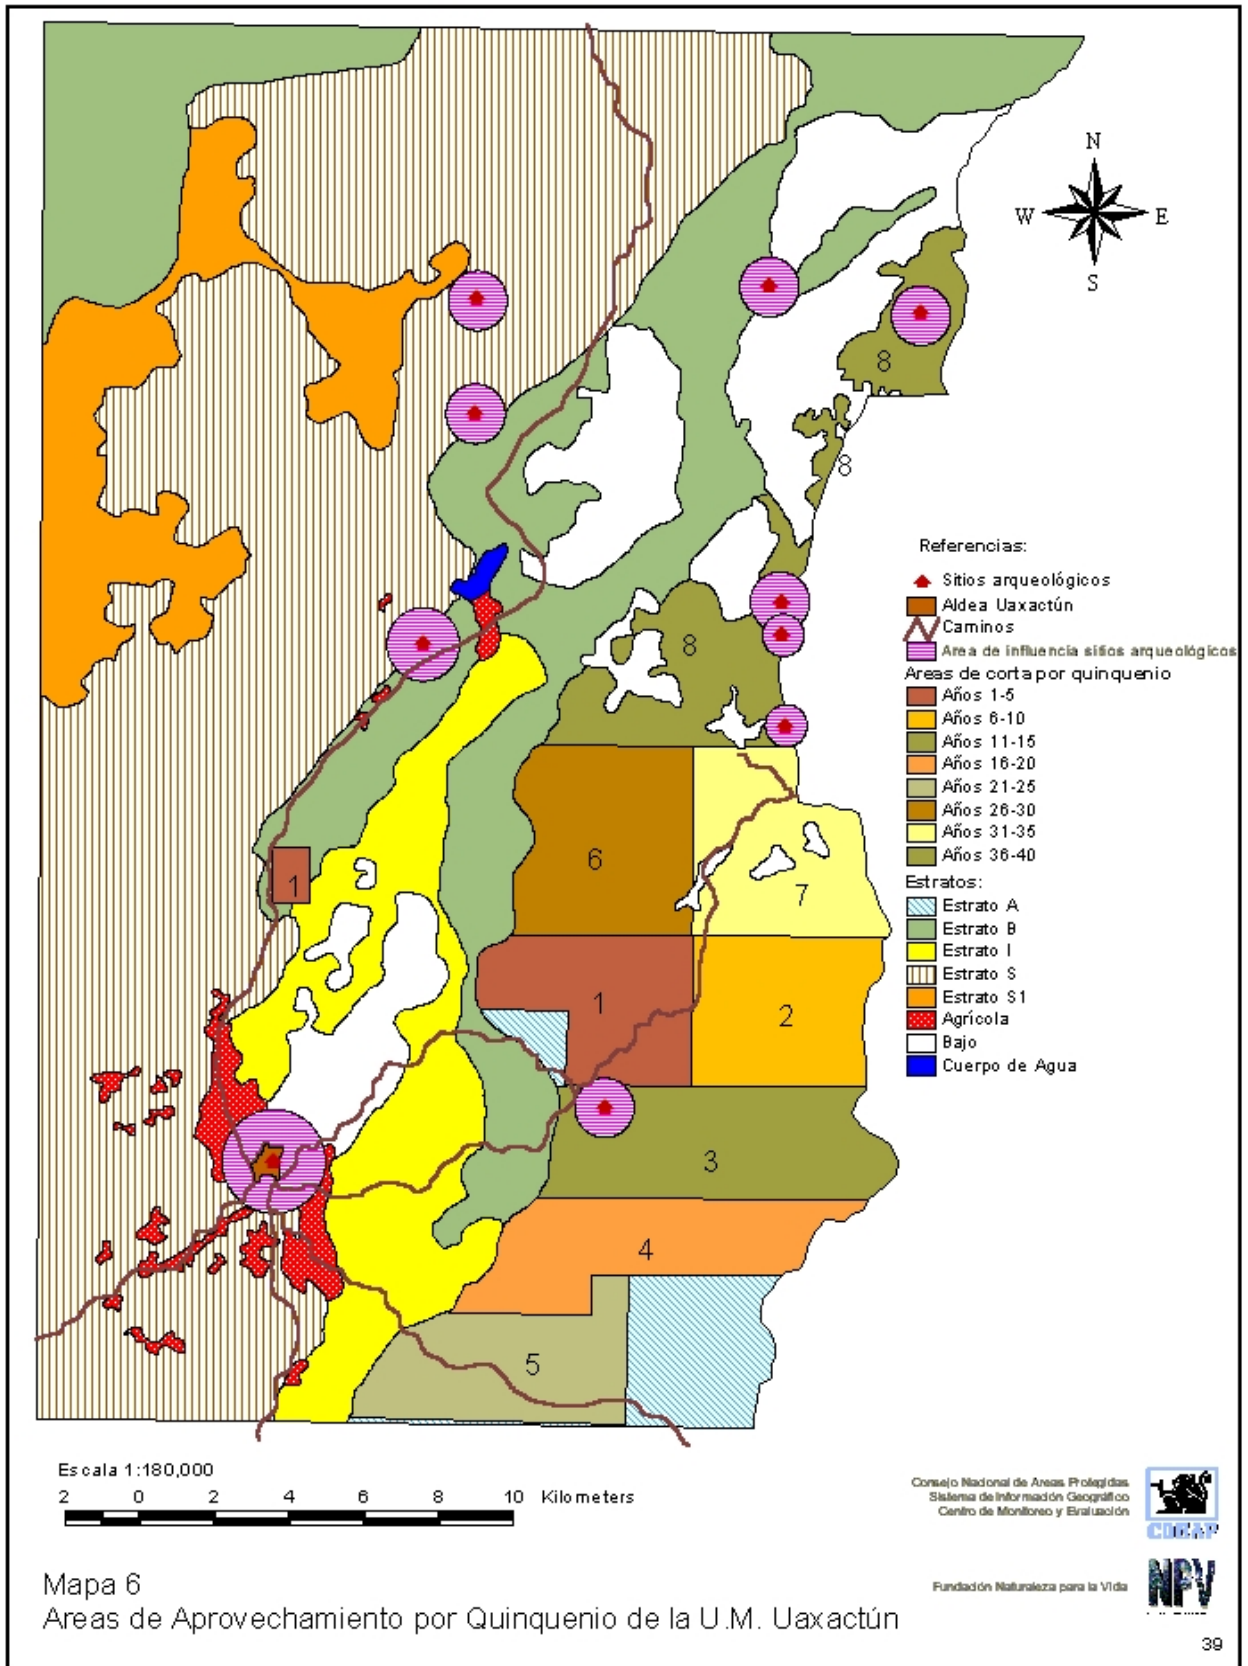 N
W E
S
8
8
8
6
7
1
1
2
3
4
5
Referencias:
Sitios arqueológicos
Aldea Uaxactún
Caminos
Area de influencia sitios arqueológicos
Areas de corta por quinquenio
Años 1-5
Años 6-10
Años 11-15
Años 16-20
Años 21-25
Años 26-30
Años 31-35
Años 36-40
Estratos:
Estrato A
Estrato B
Estrato I
Estrato S
Estrato S1
Agrícola
Bajo
Cuerpo de Agua
Escala 1:180,000
2 0 2 4 6 8 10 Kilometers
Consejo Nacional de Areas Protegidas
Sistema de Información Geográfico
Centro de Monitoreo y Evaluación
CONAP
Fundación Naturaleza para la Vida
NPV
Mapa 6
Areas de Aprovechamiento por Quinquenio de la U.M. Uaxactún
39